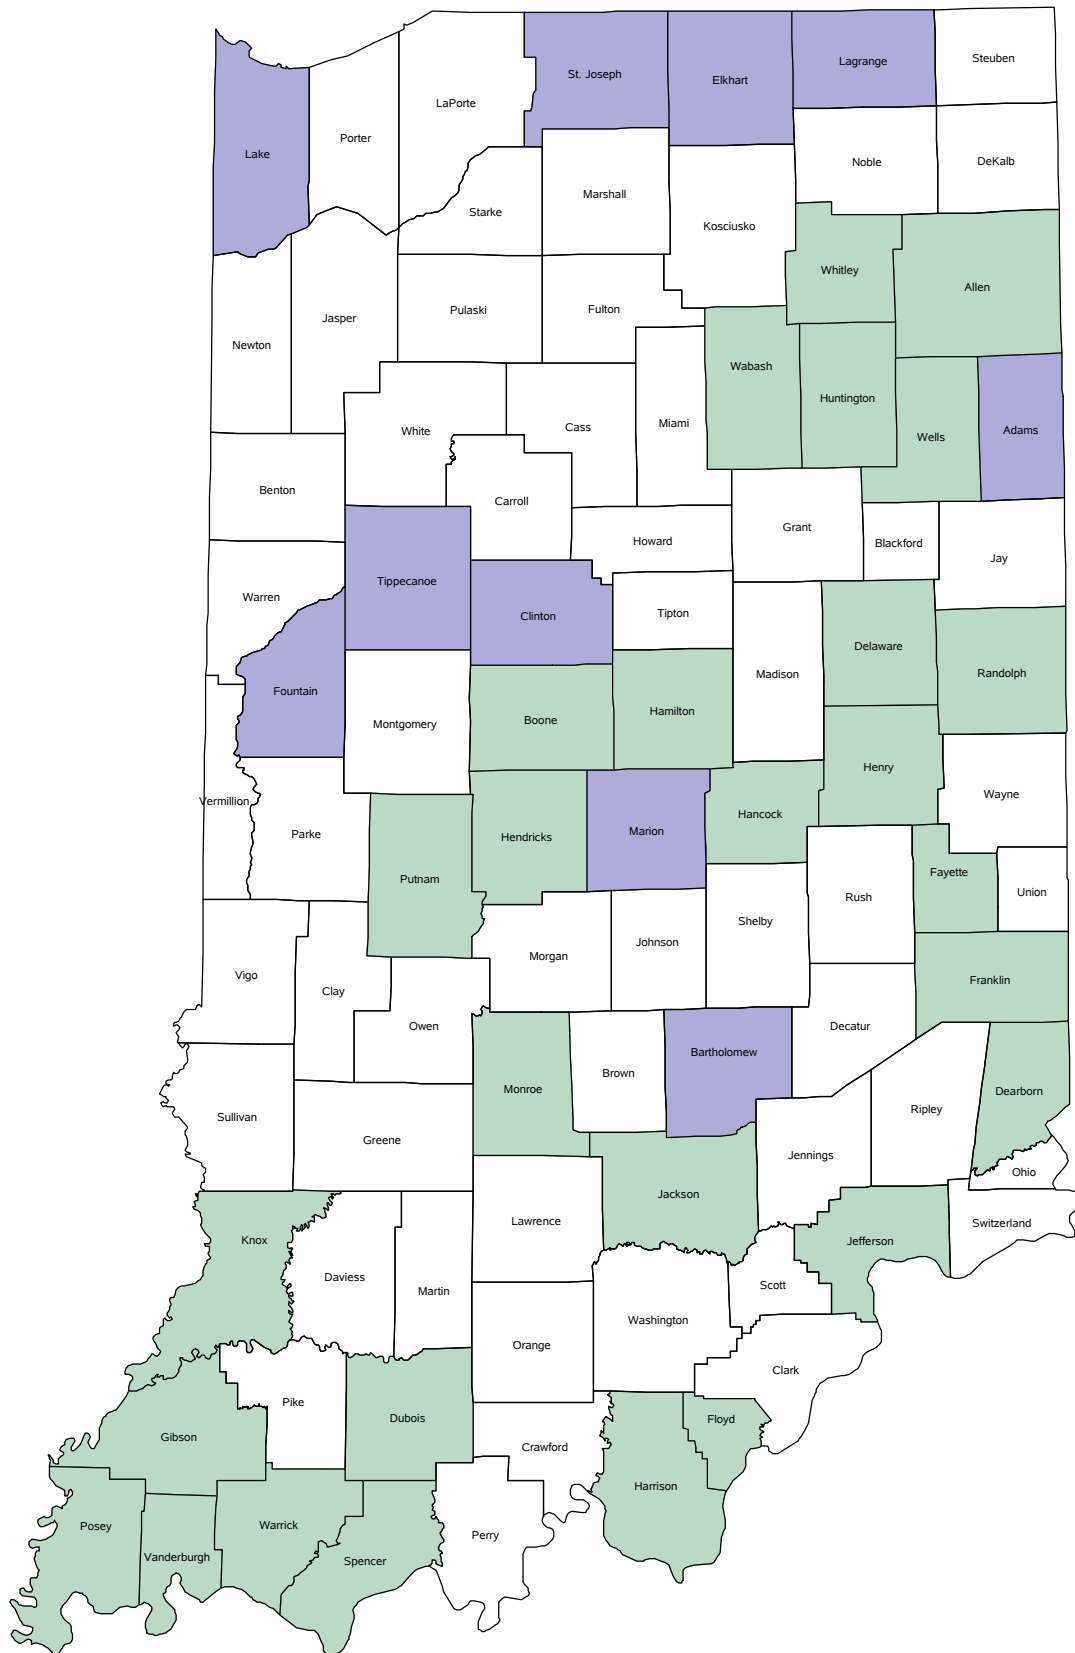 Steuben
Lagrange
St. Joseph
Elkhart
LaPorte
Porter
Lake
Noble
DeKalb
Marshall
Starke
Kosciusko
Whitley
Allen
Pulaski
Fulton
Jasper
Newton
Wabash
Huntington
Miami
Cass
White
Wells
Adams
Benton
Carroll
Grant
Howard
Blackford
Jay
Tippecanoe
Warren
Clinton
Tipton
Delaware
Randolph
Madison
Fountain
Hamilton
Boone
Montgomery
Henry
Wayne
Vermillion
Hancock
Marion
Hendricks
Parke
Fayette
Putnam
Union
Rush
Shelby
Johnson
Morgan
Vigo
Franklin
Clay
Owen
Decatur
Bartholomew
Brown
Monroe
Dearborn
Ripley
Sullivan
Greene
Jennings
Ohio
Jackson
Lawrence
Switzerland
Knox
Jefferson
Daviess
Martin
Scott
Washington
Orange
Clark
Pike
Dubois
Floyd
Gibson
Crawford
Harrison
Posey
Warrick
Perry
Vanderburgh
Spencer